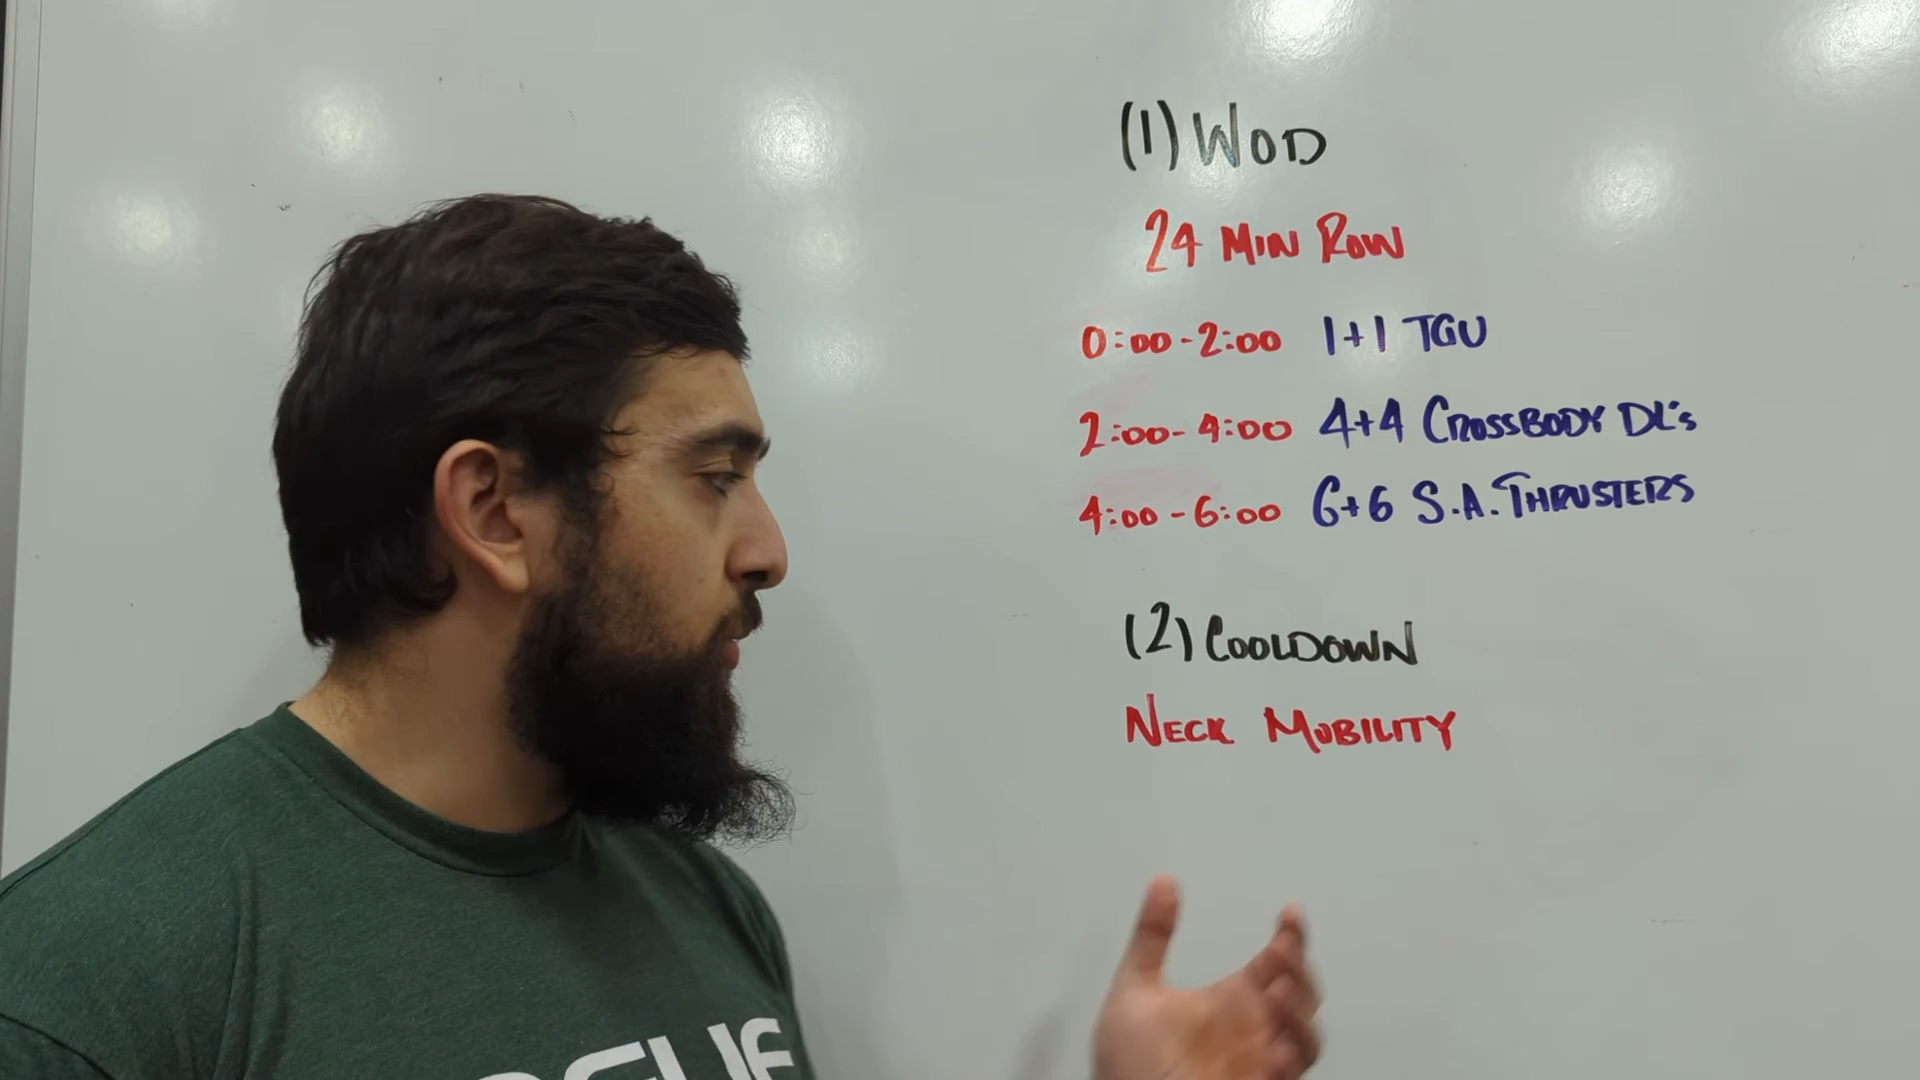 (1) WOD
24 MIN ROW
0:00-2:00 1+1 TGU
2:00-4:00 4+4 CROSSBODY DL's
4:00-6:00 6+6 S.A. THRUSTERS
(2) COOLDOWN
NECK MOBILITY